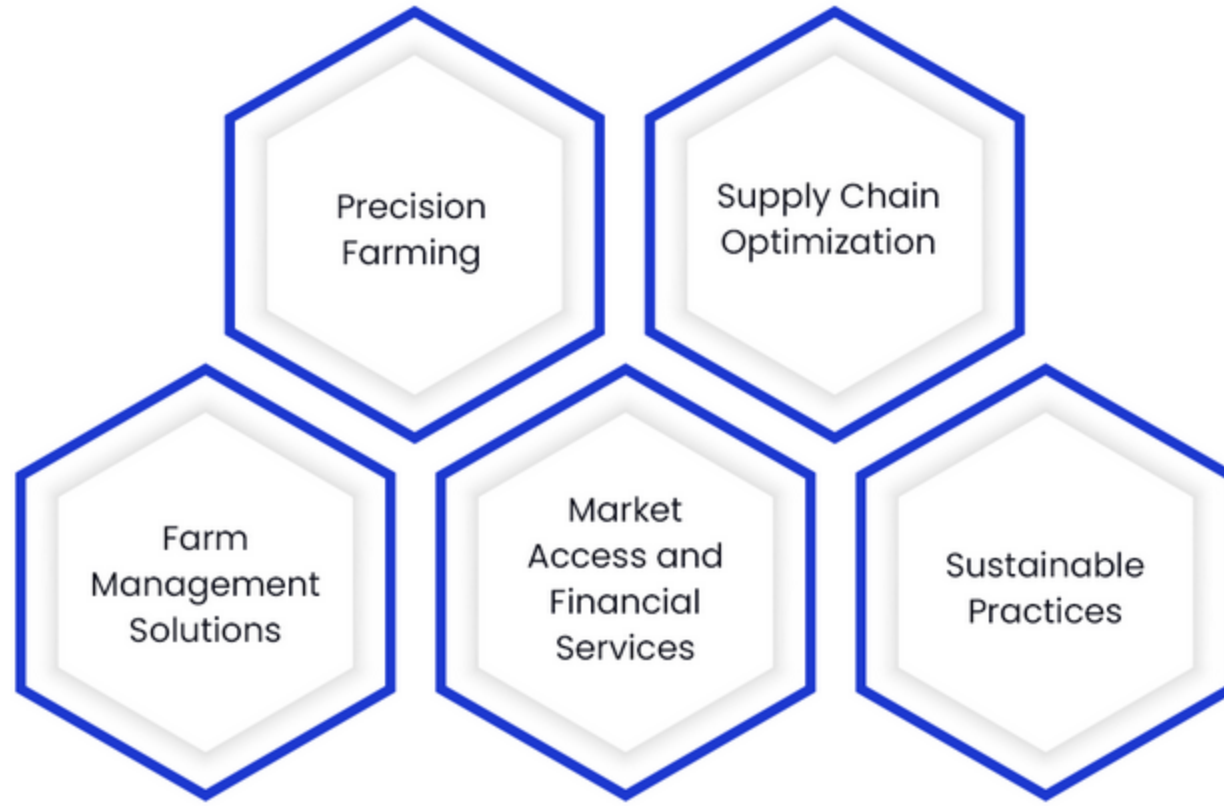 Precision
Farming
Supply Chain
Optimization
Farm
Management
Solutions
Market
Access and
Financial
Services
Sustainable
Practices